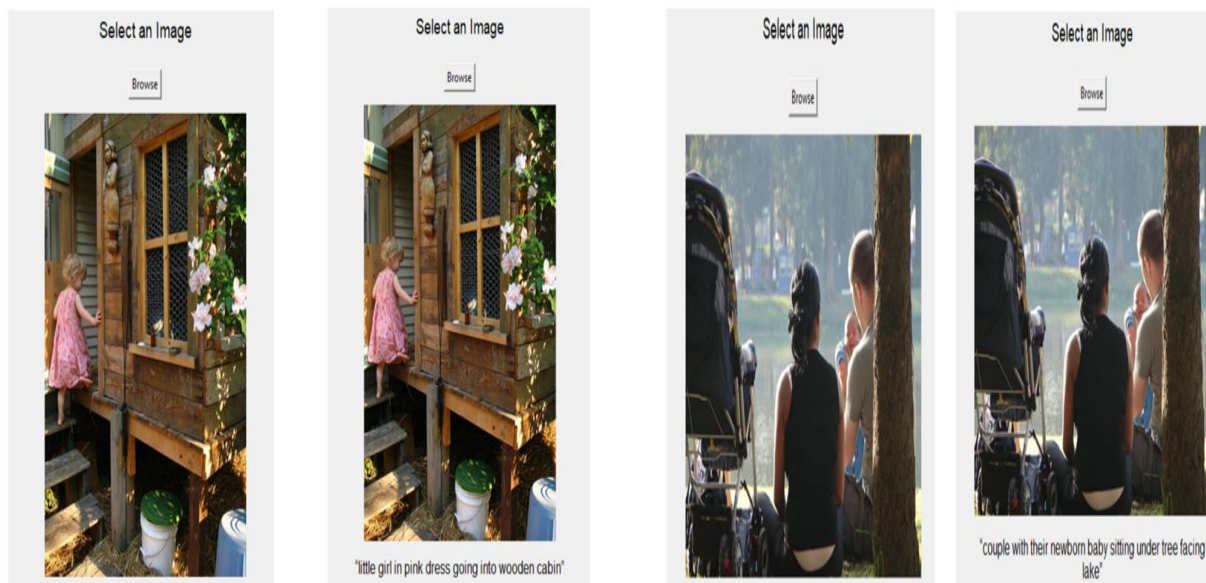 Select an Image
Browse
Select an Image
Browse
"little girl in pink dress going into wooden cabin"
Select an Image
Browse
Select an Image
Browse
"couple with their newborn baby sitting under tree facing
lake"